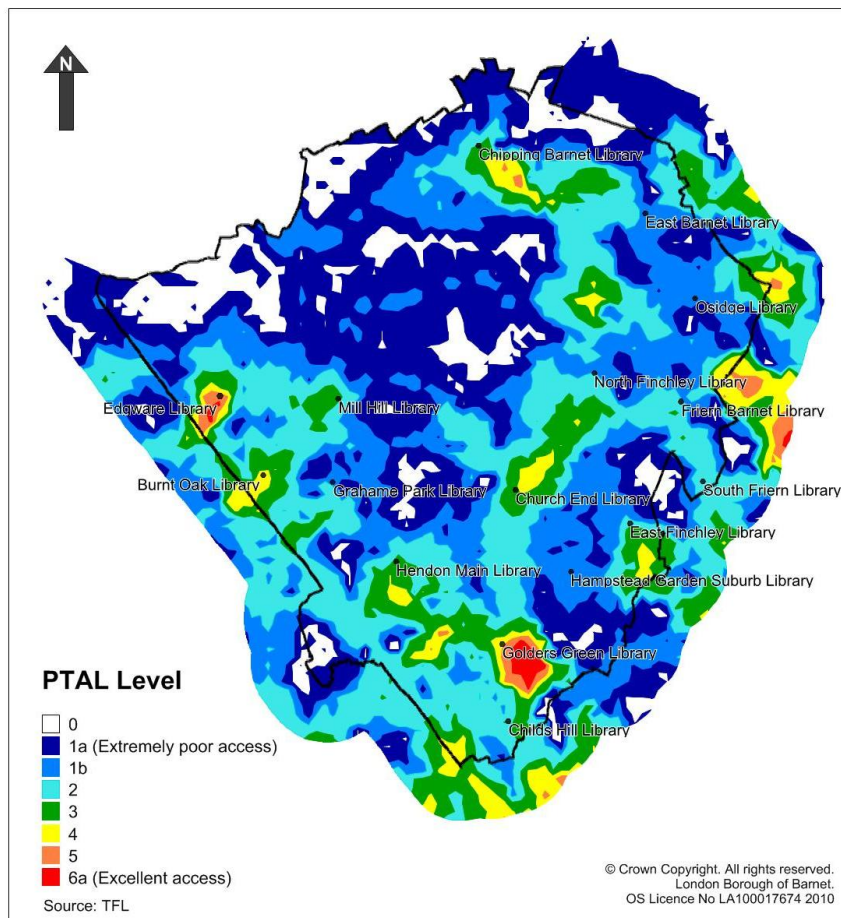 N
Chipping Barnet Library
East Barnet Library
Osidge Library
North Finchley Library
Edgware Library
Mill Hill Library
Friern Barnet Library
Burnt Oak Library
Grahame Park Library
Church End Library
South Friern Library
East Finchley Library
Hendon Main Library
Hampstead Garden Suburb Library
Golders Green Library
Childs Hill Library
PTAL Level
0
1a (Extremely poor access)
1b
2
3
4
5
6a (Excellent access)
Source: TFL
© Crown Copyright. All rights reserved.
London Borough of Barnet.
OS Licence No LA100017674 2010